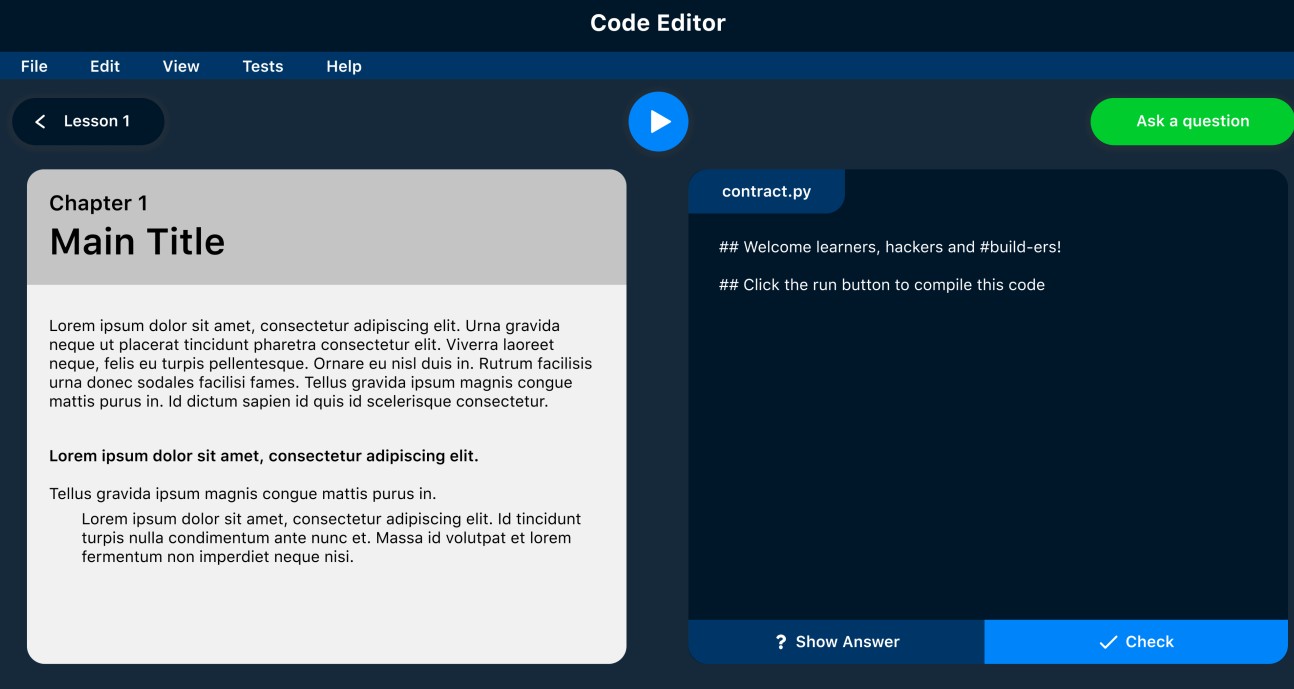 Code Editor
File Edit View Tests Help
Lesson 1
Ask a question
Chapter 1
Main Title
Lorem ipsum dolor sit amet, consectetur adipiscing elit. Urna gravida
neque ut placerat tincidunt pharetra consectetur elit. Viverra laoreet
neque, felis eu turpis pellentesque. Ornare eu nisl duis in. Rutrum facilisis
urna donec sodales facilisi fames. Tellus gravida ipsum magnis congue
mattis purus in. Id dictum sapien id quis id scelerisque consectetur.
Lorem ipsum dolor sit amet, consectetur adipiscing elit.
Tellus gravida ipsum magnis congue mattis purus in.
Lorem ipsum dolor sit amet, consectetur adipiscing elit. Id tincidunt
turpis nulla condimentum ante nunc et. Massa id volutpat et lorem
fermentum non imperdiet neque nisi.
contract.py
## Welcome learners, hackers and #build-ers!
## Click the run button to compile this code
? Show Answer
Check